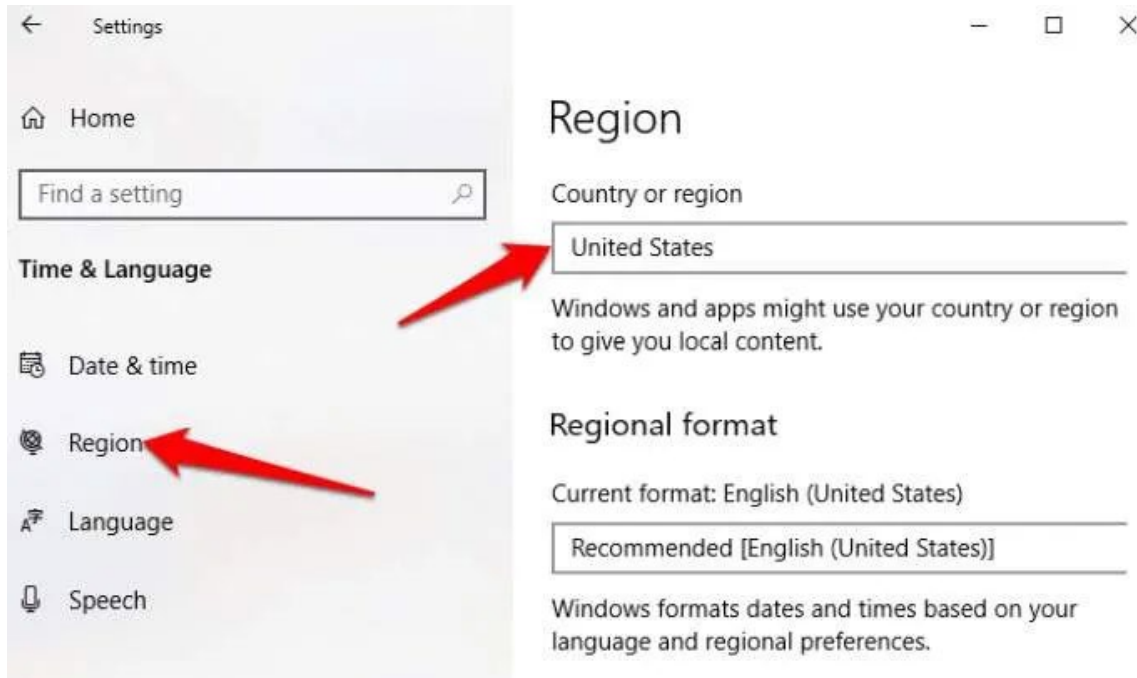 Settings
Home
Find a setting
Time & Language
Date & time
Region
Language
Speech
Region
Country or region
United States
Windows and apps might use your country or region
to give you local content.
Regional format
Current format: English (United States)
Recommended [English (United States)]
Windows formats dates and times based on your
language and regional preferences.